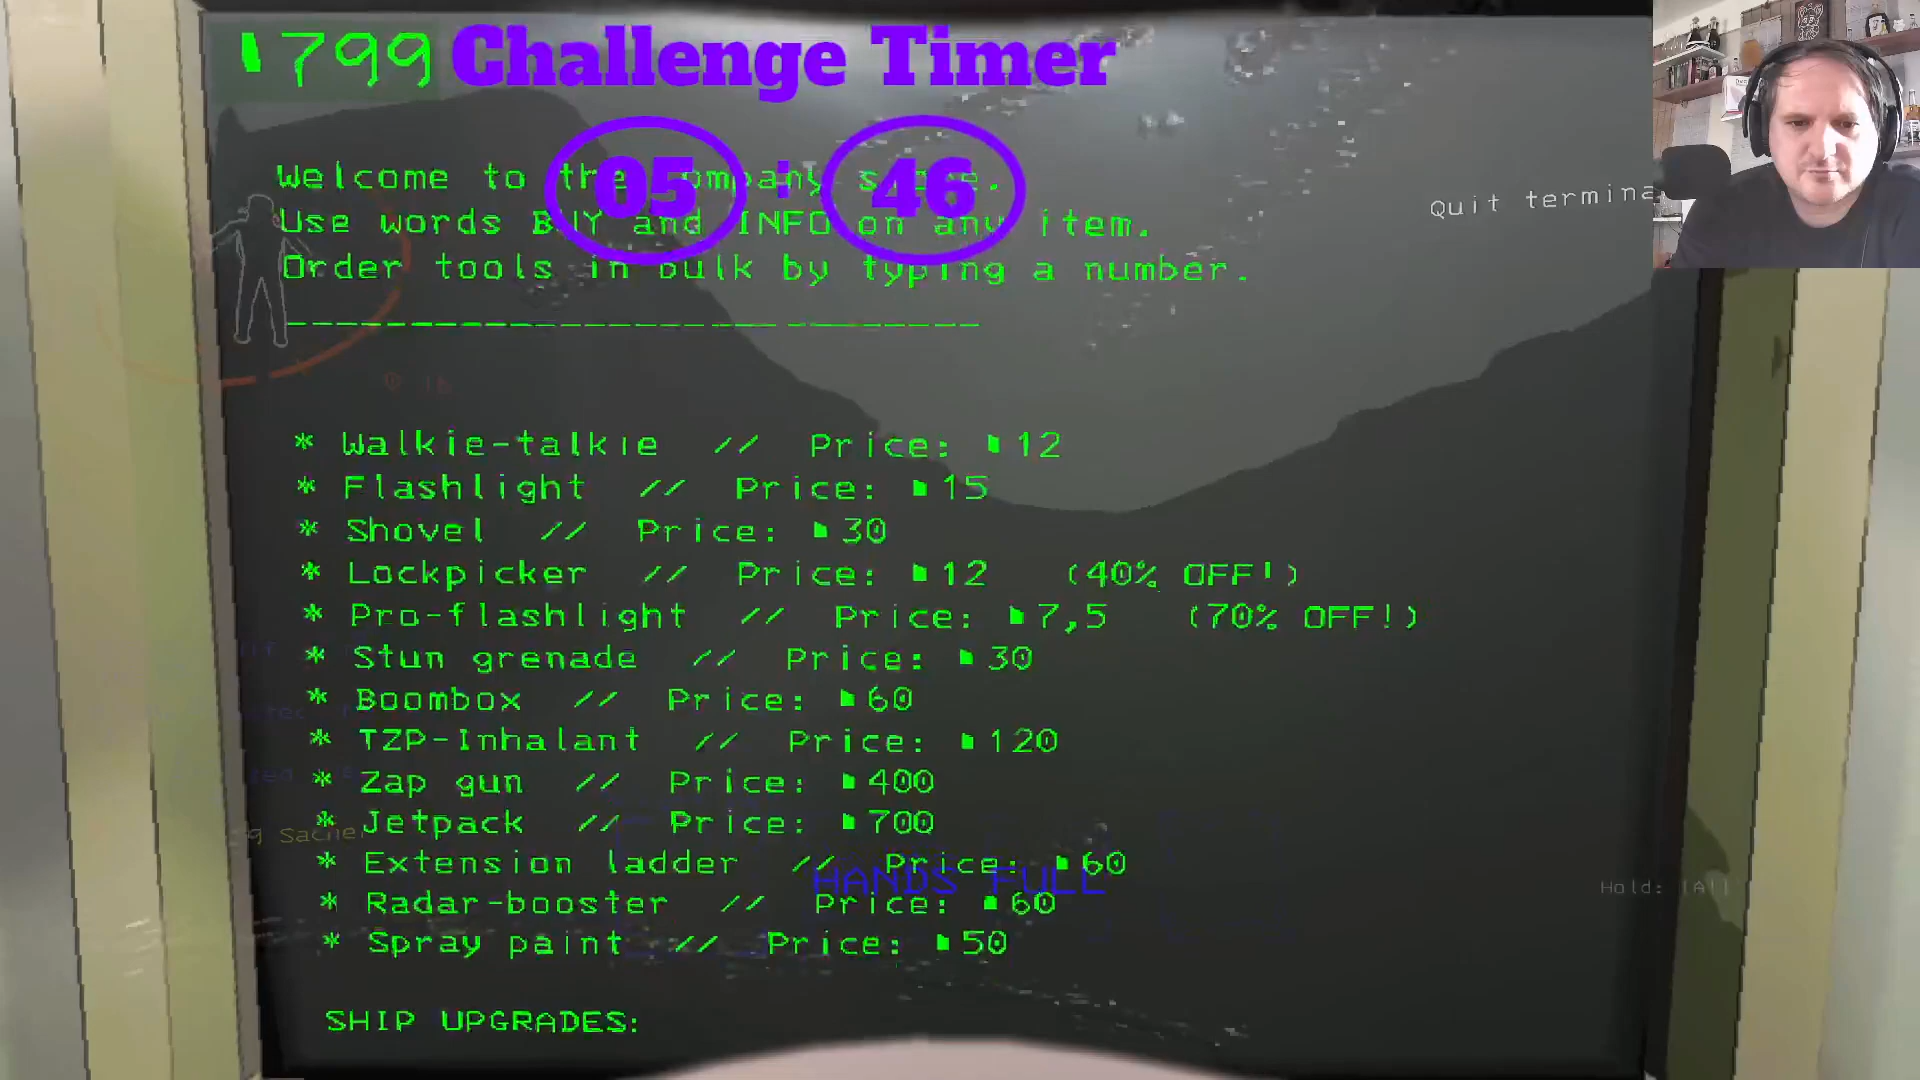 799 Challenge Timer
05 : 46
Welcome to the company store.
Use words BUY and INFO on any item.
Order tools in bulk by typing a number.
----------------------------
Quit termina
* Walkie-talkie // Price: 12
* Flashlight // Price: 15
* Shovel // Price: 30
* Lockpicker // Price: 12 (40% OFF!)
* Pro-flashlight // Price: 7,5 (70% OFF!)
* Stun grenade // Price: 30
* Boombox // Price: 60
* TZP-Inhalant // Price: 120
* Zap gun // Price: 400
* Jetpack // Price: 700
* Extension ladder // Price: 60
HANDS FULL
* Radar-booster // Price: 60
* Spray paint // Price: 50
SHIP UPGRADES: